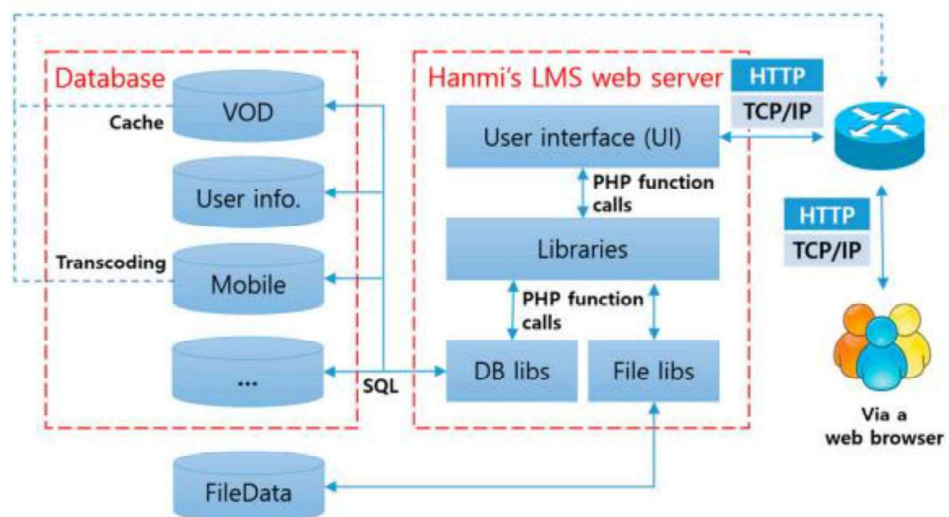 Database
VOD
Cache
User info.
Transcoding
Mobile
...
SQL
FileData
Hanmi's LMS web server
User interface (UI)
PHP function
calls
Libraries
PHP function
calls
DB libs
File libs
HTTP
TCP/IP
HTTP
TCP/IP
Via a
web browser